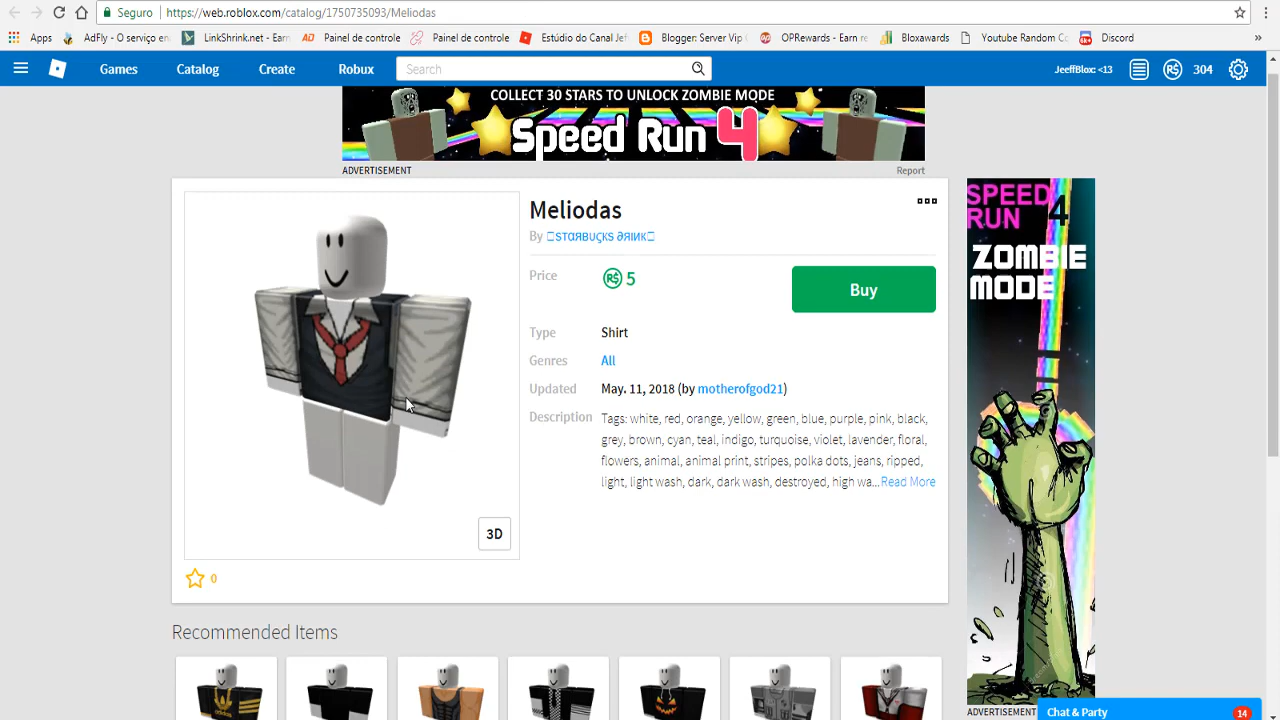 Seguro https://web.roblox.com/catalog/1750735093/Meliodas
Apps AdFly - O serviço en LinkShrink.net - Earn Painel de controle Painel de controle Estúdio do Canal Jef Blogger: Senser Vip OPRewards - Earn re Bloxawards Youtube Random Co Discord »
Games Catalog Create Robux Search JeeffBlox: <13 R$ 304
COLLECT 30 STARS TO UNLOCK ZOMBIE MODE
Speed Run 4
ADVERTISEMENT Report
Meliodas
By ▯sтαявυςкs ∂яιик▯
Price R$ 5
Buy
Type Shirt
Genres All
Updated May. 11, 2018 (by motherofgod21)
Description Tags: white, red, orange, yellow, green, blue, purple, pink, black,
grey, brown, cyan, teal, indigo, turquoise, violet, lavender, floral,
flowers, animal, animal print, stripes, polka dots, jeans, ripped,
light, light wash, dark, dark wash, destroyed, high wa...Read More
3D
0
SPEED
RUN 4
ZOMBIE
MODE
Recommended Items
adidas
ADVERTISEMENT
Chat & Party 14